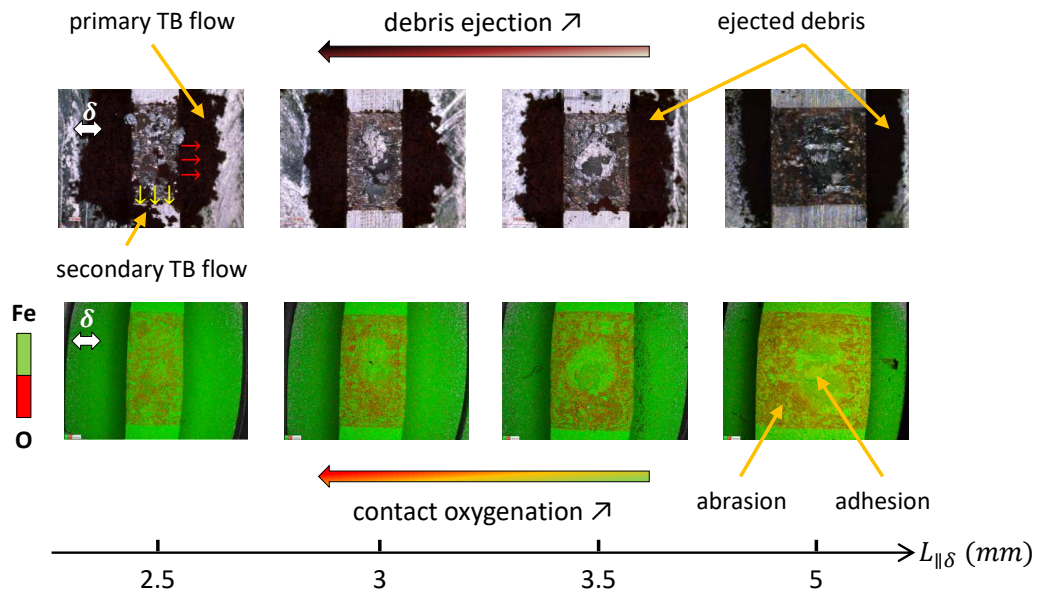 primary TB flow
debris ejection ↗
ejected debris
δ
secondary TB flow
Fe
δ
O
abrasion
adhesion
contact oxygenation ↗
2.5
3
3.5
5
L∥δ (mm)